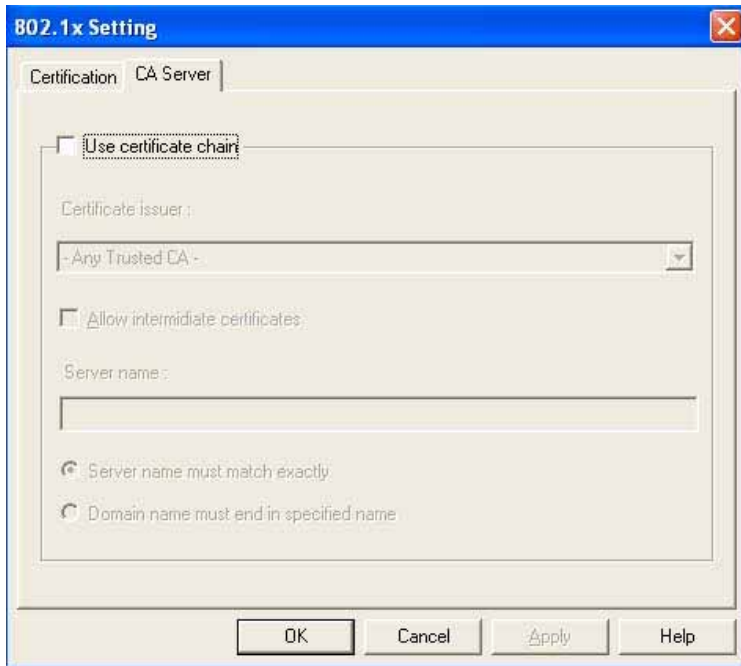 802.1x Setting
Certification CA Server
Use certificate chain
Certificate issuer :
- Any Trusted CA -
Allow intermidiate certificates
Server name :
Server name must match exactly
Domain name must end in specified name
OK Cancel Apply Help